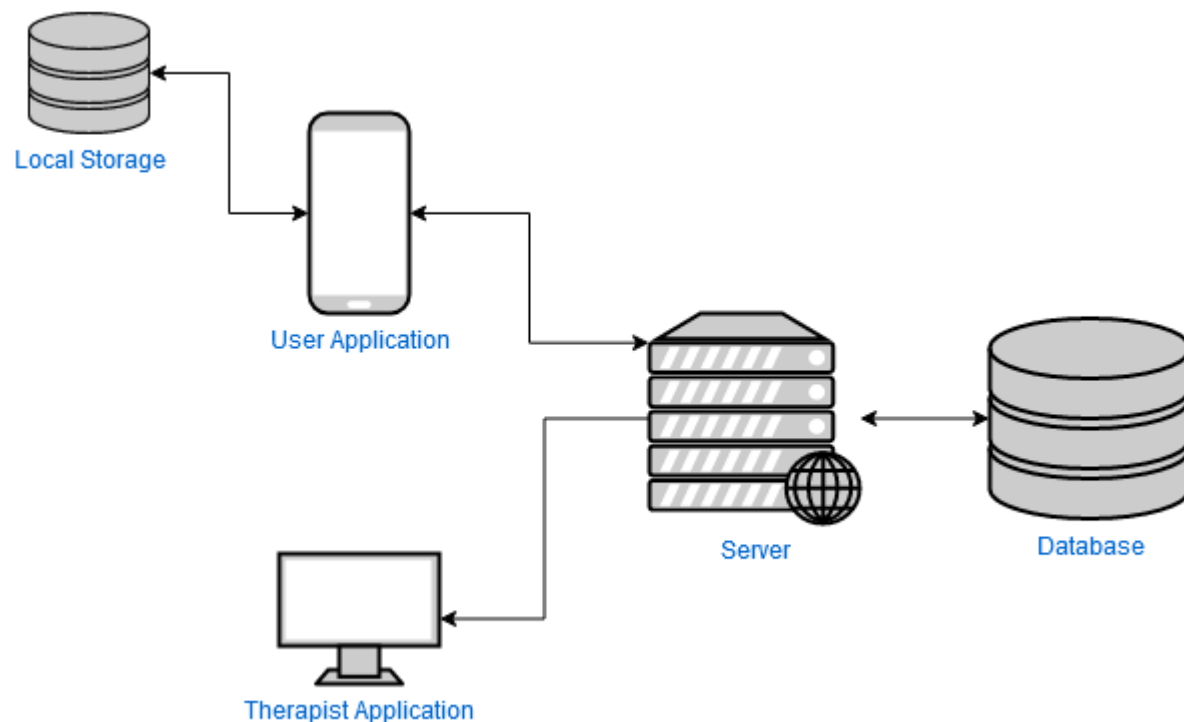 Local Storage
User Application
Server
Database
Therapist Application